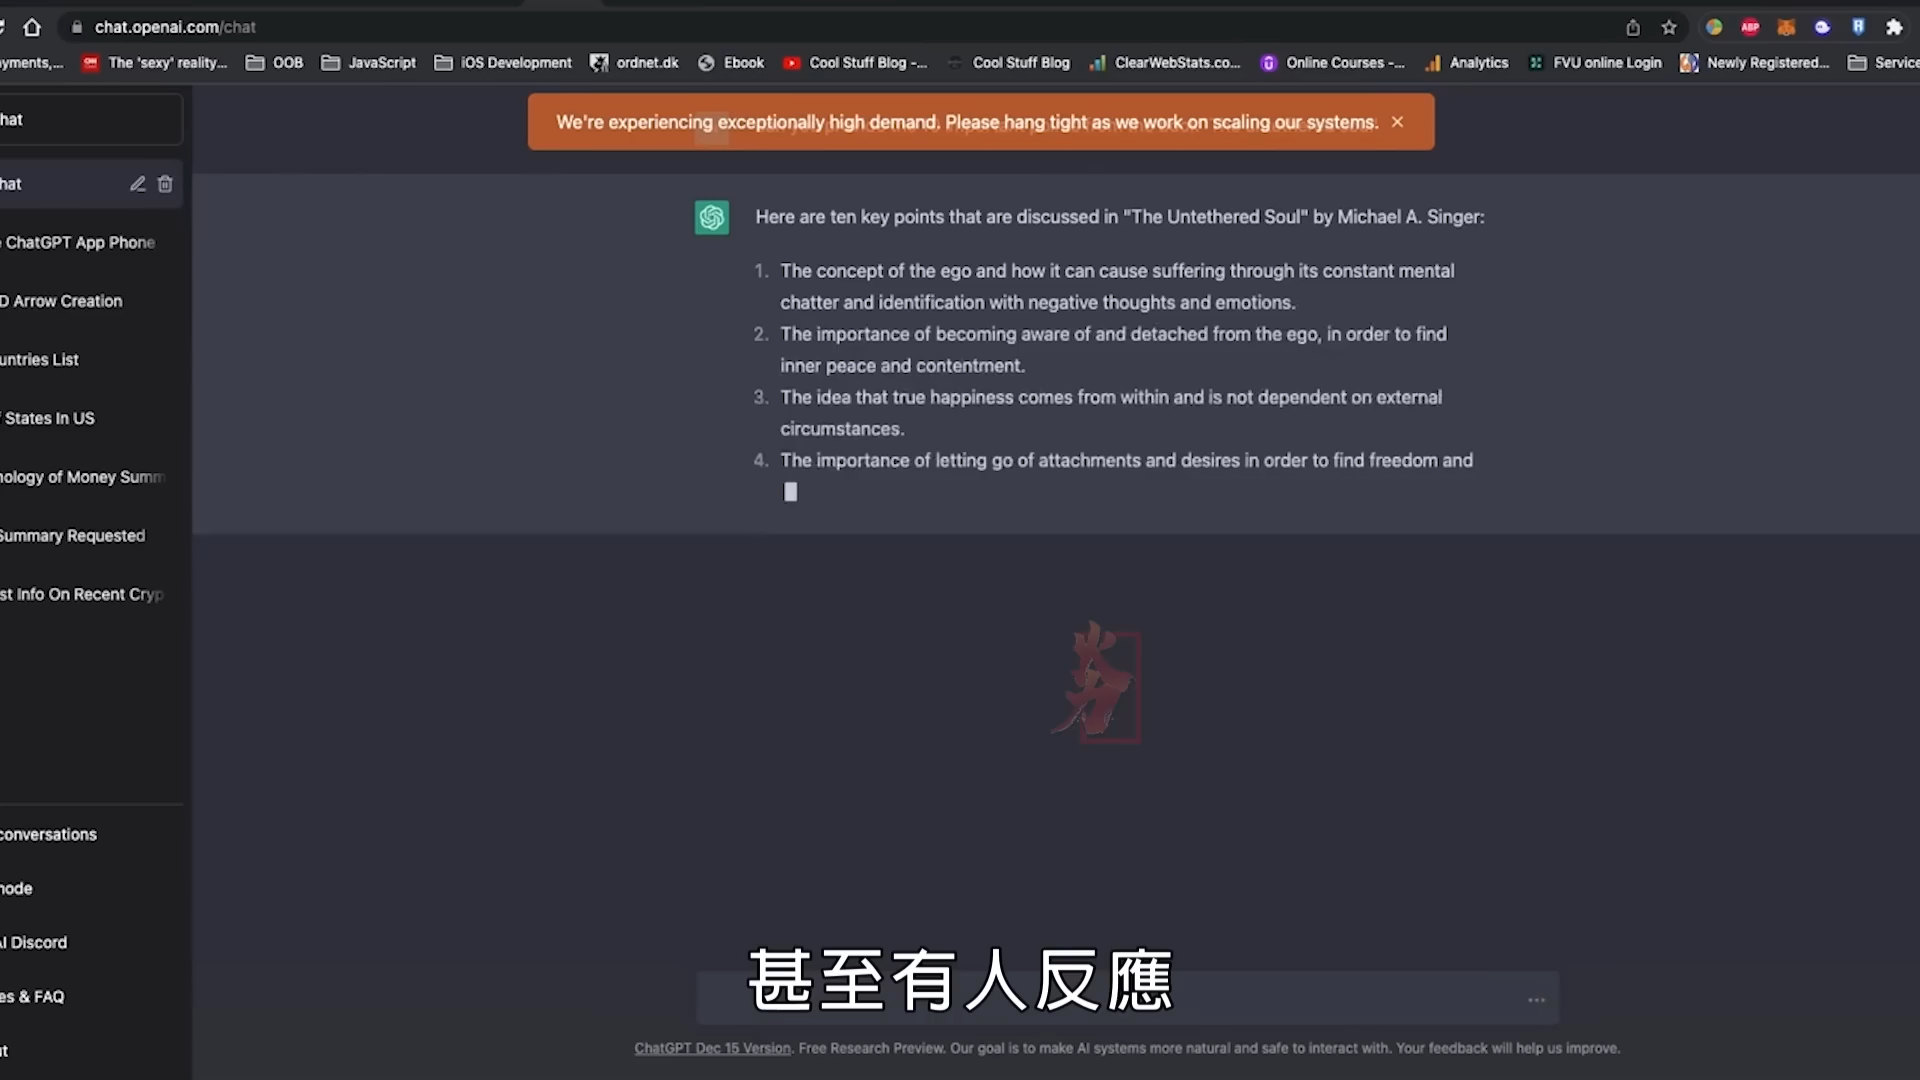 chat.openai.com/chat
yments,... The 'sexy' reality... OOB JavaScript iOS Development ordnet.dk Ebook Cool Stuff Blog -... Cool Stuff Blog ClearWebStats.co... Online Courses -... Analytics FVU online Login Newly Registered... Service
hat
We're experiencing exceptionally high demand. Please hang tight as we work on scaling our systems. ×
hat
ChatGPT App Phone
D Arrow Creation
untries List
States In US
nology of Money Summ
Summary Requested
st Info On Recent Cryp
conversations
mode
AI Discord
es & FAQ
ut
Here are ten key points that are discussed in "The Untethered Soul" by Michael A. Singer:
1. The concept of the ego and how it can cause suffering through its constant mental
chatter and identification with negative thoughts and emotions.
2. The importance of becoming aware of and detached from the ego, in order to find
inner peace and contentment.
3. The idea that true happiness comes from within and is not dependent on external
circumstances.
4. The importance of letting go of attachments and desires in order to find freedom and
甚至有人反應
ChatGPT Dec 15 Version. Free Research Preview. Our goal is to make AI systems more natural and safe to interact with. Your feedback will help us improve.